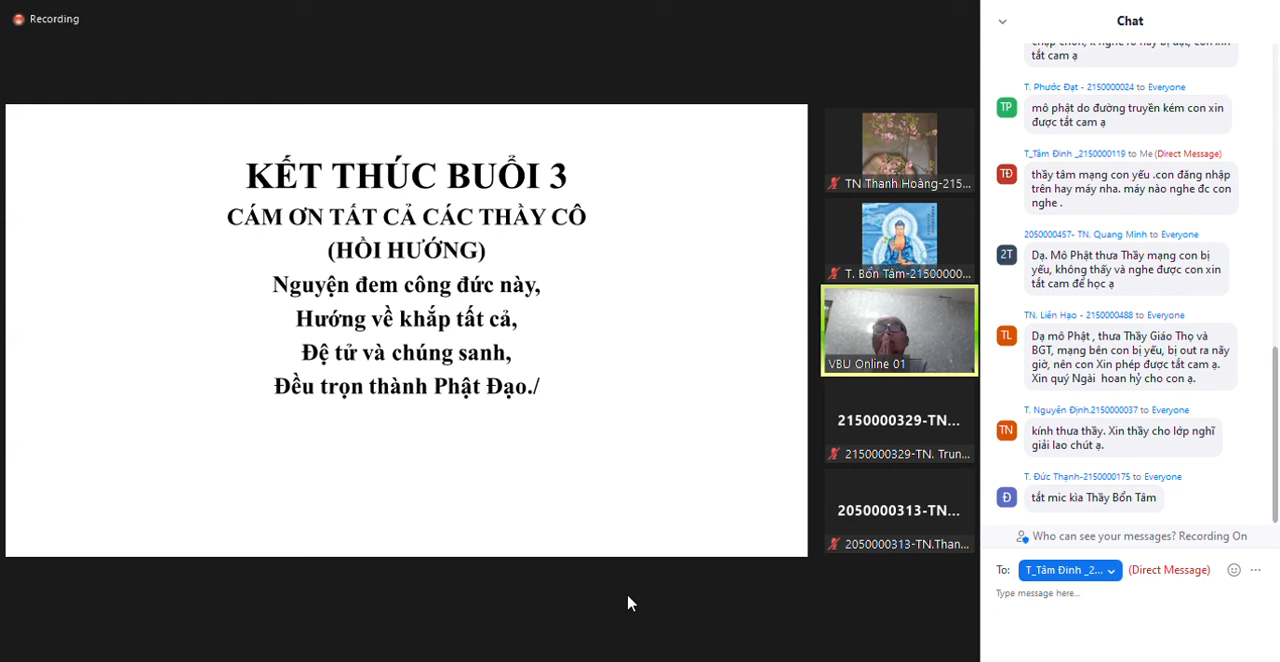 Recording
KẾT THÚC BUỔI 3
CÁM ƠN TẤT CẢ CÁC THẦY CÔ
(HỒI HƯỚNG)
Nguyện đem công đức này,
Hướng về khắp tất cả,
Đệ tử và chúng sanh,
Đều trọn thành Phật Đạo./
TN Thanh Hoàng-215...
T. Bổn Tâm-21500000...
VBU Online 01
2150000329-TN...
2150000329-TN. Trun...
2050000313-TN...
2050000313-TN.Than...
Chat
tắt cam ạ
T. Phước Đạt - 2150000024 to Everyone
TP
mô phật do đường truyền kém con xin
được tắt cam ạ
T_Tâm Đinh _2150000119 to Me (Direct Message)
TĐ
thầy tâm mạng con yếu .con đăng nhập
trên hay máy nha. máy nào nghe đc con
nghe .
2050000457- TN. Quang Minh to Everyone
2T
Dạ. Mô Phật thưa Thầy mạng con bị
yếu, không thấy và nghe được con xin
tắt cam để học ạ
TN. Liên Hạo - 2150000488 to Everyone
TL
Dạ mô Phật , thưa Thầy Giáo Thọ và
BGT, mạng bên con bị yếu, bị out ra nãy
giờ, nên con Xin phép được tắt cam ạ.
Xin quý Ngài hoan hỷ cho con ạ.
T. Nguyên Định.2150000037 to Everyone
TN
kính thưa thầy. Xin thầy cho lớp nghĩ
giải lao chút ạ.
T. Đức Thạnh-2150000175 to Everyone
Đ
tắt mic kìa Thầy Bổn Tâm
Who can see your messages? Recording On
To: T_Tâm Đinh _2... (Direct Message)
Type message here...